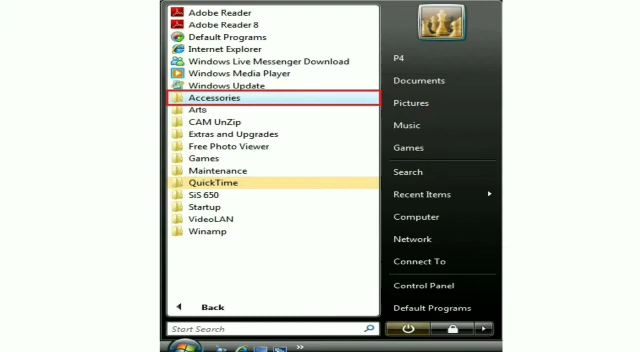 Adobe Reader
Adobe Reader 8
Default Programs
Internet Explorer
Windows Live Messenger Download
Windows Media Player
Windows Update
Accessories
Arts
CAM UnZip
Extras and Upgrades
Free Photo Viewer
Games
Maintenance
QuickTime
SiS 650
Startup
VideoLAN
Winamp
Back
Start Search
P4
Documents
Pictures
Music
Games
Search
Recent Items
Computer
Network
Connect To
Control Panel
Default Programs